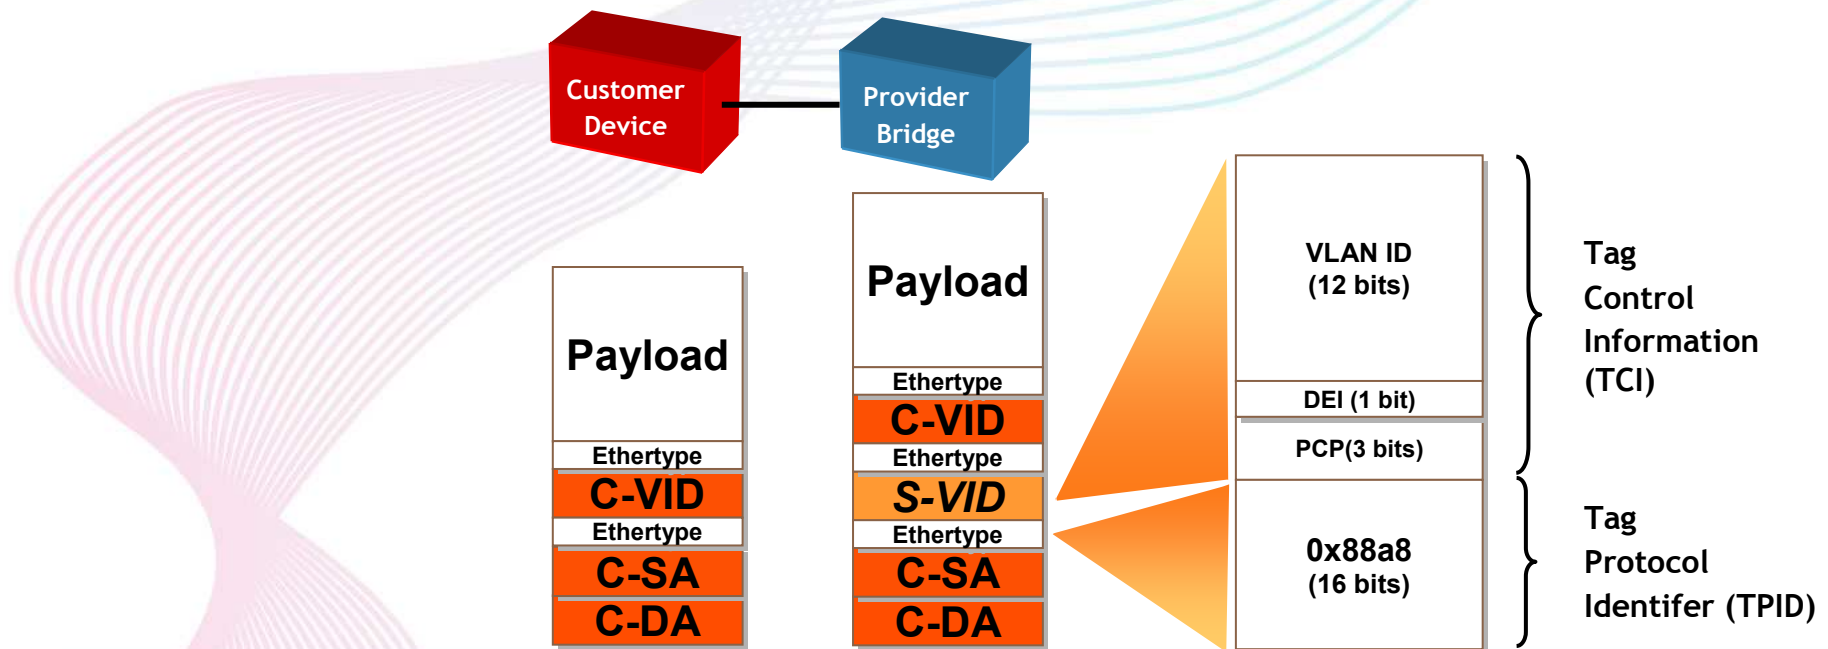 Customer
Device
Provider
Bridge
Payload
Ethertype
C-VID
Ethertype
C-SA
C-DA
Payload
Ethertype
C-VID
Ethertype
S-VID
Ethertype
C-SA
C-DA
VLAN ID
(12 bits)
DEI (1 bit)
PCP(3 bits)
0x88a8
(16 bits)
Tag
Control
Information
(TCI)
Tag
Protocol
Identifer (TPID)